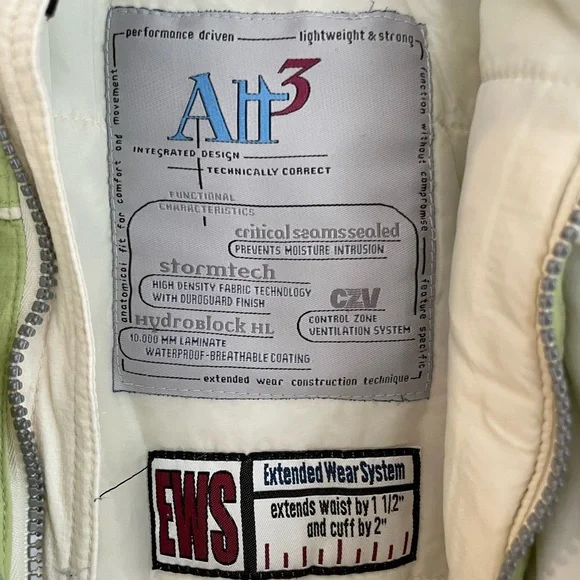 performance driven
lightweight & strong
function without compromise
feature specific
extended wear construction technique
anatomical fit for comfort and movement
Alt3
INTEGRATED DESIGN
TECHNICALLY CORRECT
FUNCTIONAL
CHARACTERISTICS
critical seams sealed
PREVENTS MOISTURE INTRUSION
stormtech
HIGH DENSITY FABRIC TECHNOLOGY
WITH DUROGUARD FINISH
CZV
CONTROL ZONE
VENTILATION SYSTEM
HydroBlock HL
10.000 MM LAMINATE
WATERPROOF-BREATHABLE COATING
EWS
Extended Wear System
extends waist by 1 1/2"
and cuff by 2"